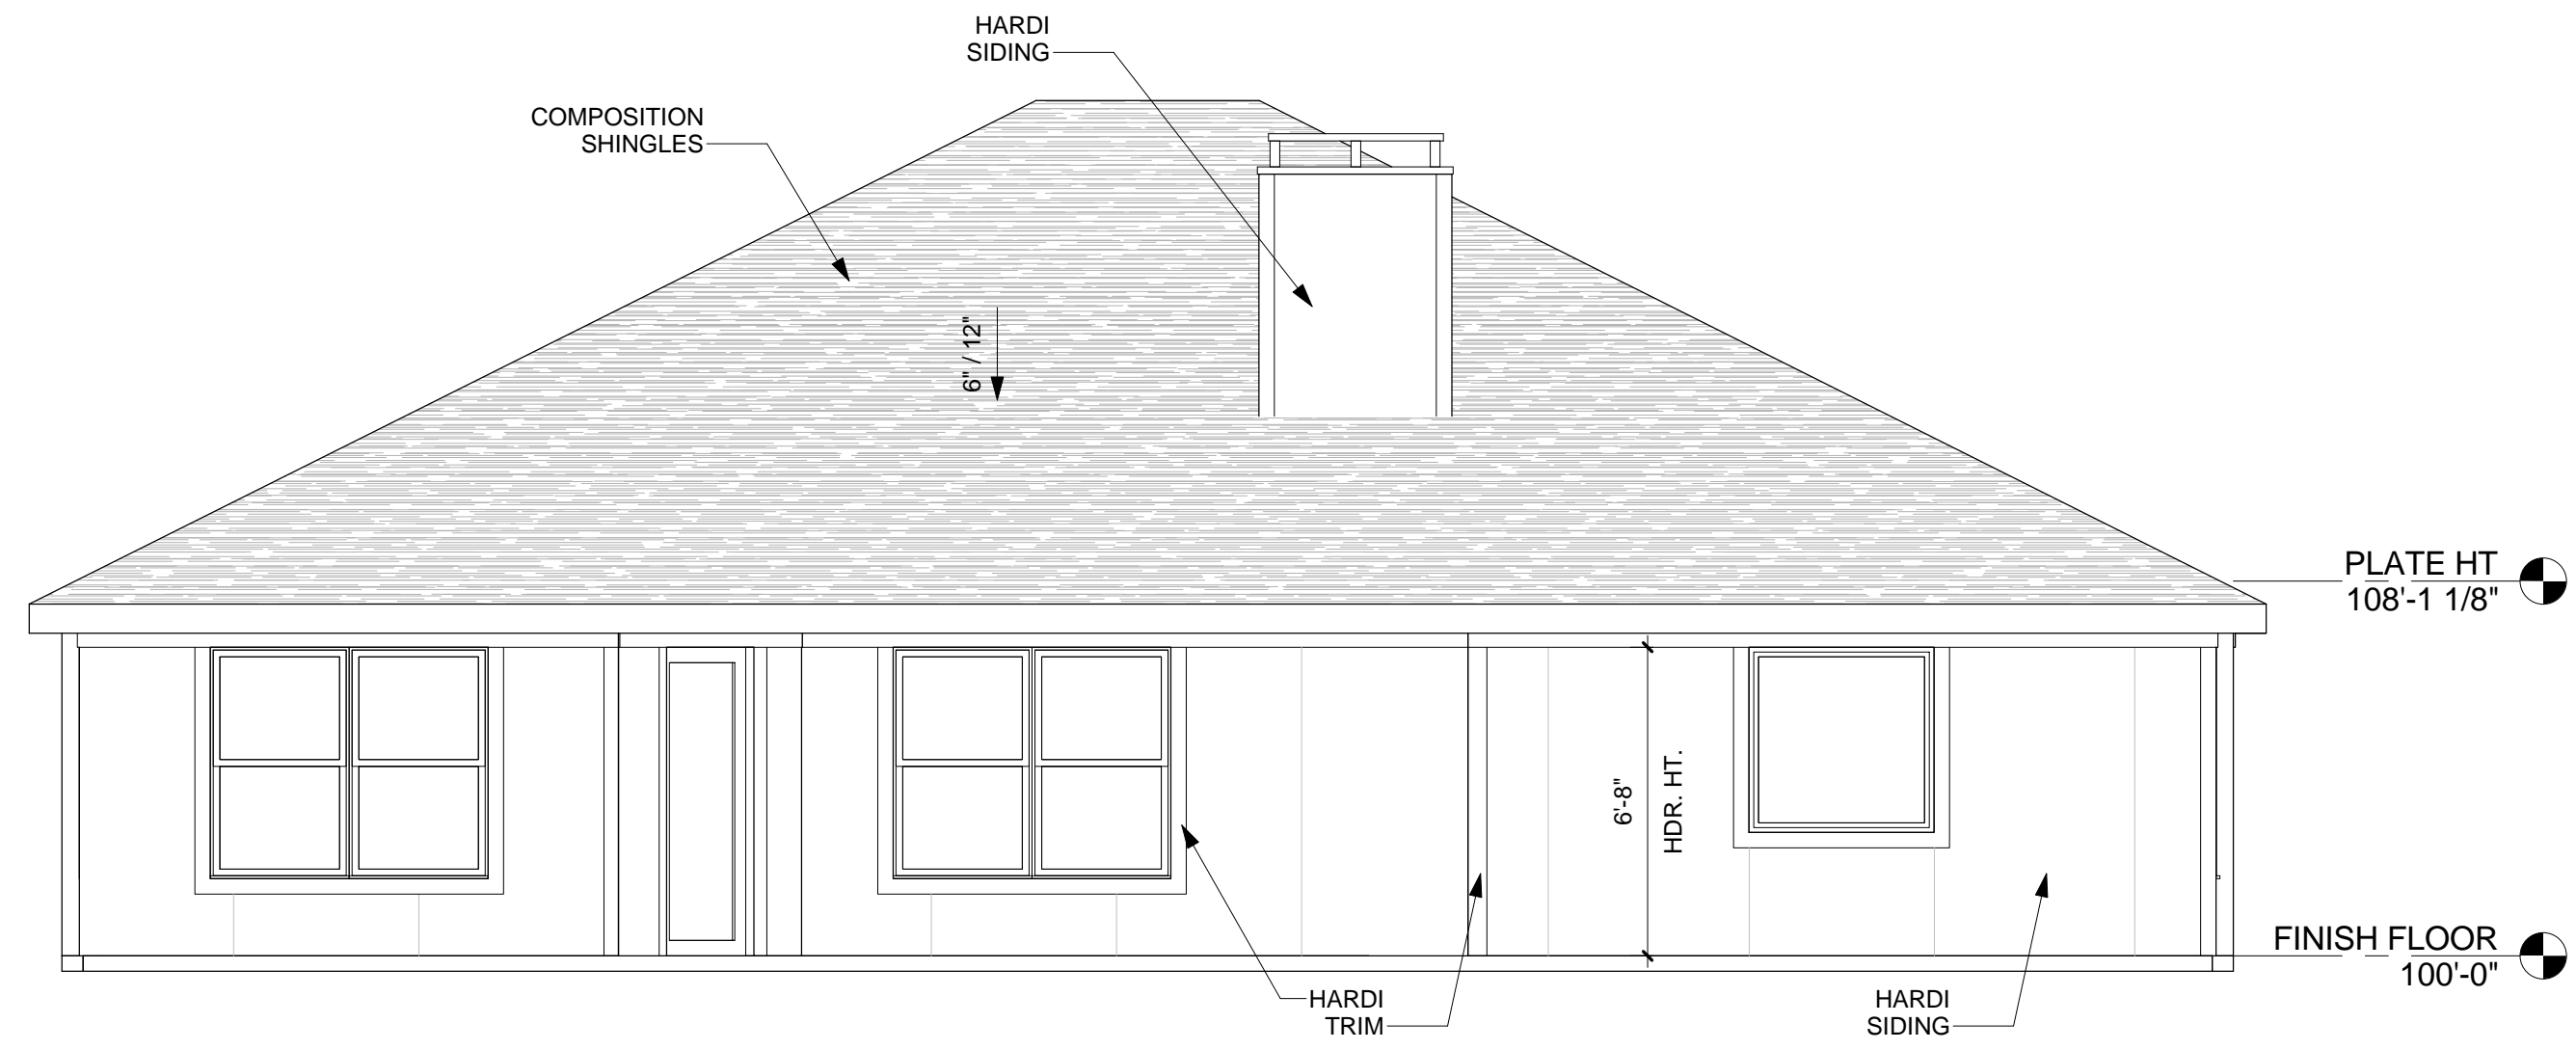 HARDI
SIDING
COMPOSITION
SHINGLES
6" / 12"
PLATE HT
108'-1 1/8"
6'-8"
HDR. HT.
FINISH FLOOR
100'-0"
HARDI
TRIM
HARDI
SIDING